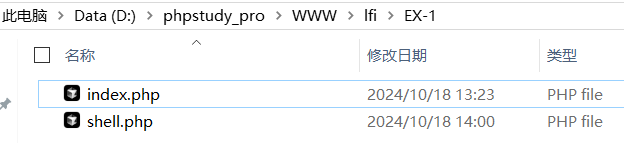 此电脑 > Data (D:) > phpstudy_pro > WWW > lfi > EX-1
名称 修改日期 类型
index.php 2024/10/18 13:23 PHP file
shell.php 2024/10/18 14:00 PHP file